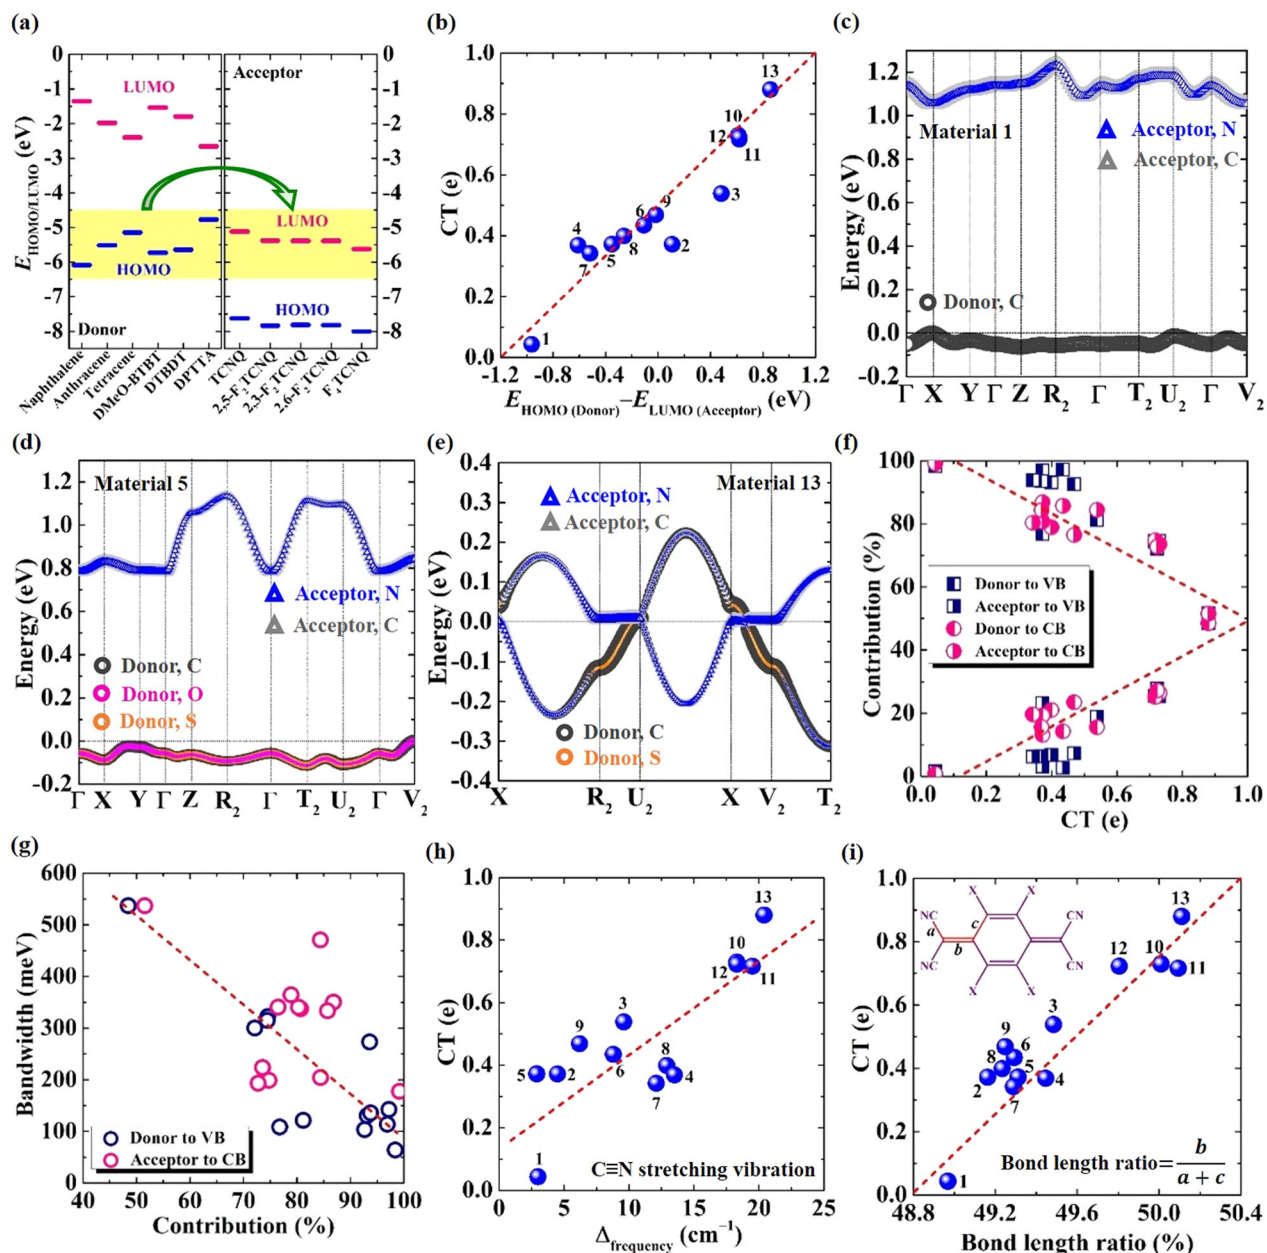 (a)
0
-1
-2
-3
-4
-5
-6
-7
-8
E HOMO/LUMO (eV)
LUMO
HOMO
Donor
Acceptor
LUMO
HOMO
0
-1
-2
-3
-4
-5
-6
-7
-8
Naphthalene
Anthracene
Tetracene
DMeO-BTBT
DTBDT
DPTTA
TCNQ
2,5-F2TCNQ
2,3-F2TCNQ
2,6-F2TCNQ
F4TCNQ
(b)
1.0
0.8
0.6
0.4
0.2
0.0
CT (e)
13
10
12
11
3
9
6
2
4
8
5
7
1
-1.2 -0.8 -0.4 0.0 0.4 0.8 1.2
E HOMO (Donor) – E LUMO (Acceptor) (eV)
(c)
1.2
1.0
0.8
0.6
0.4
0.2
0.0
-0.2
Energy (eV)
Material 1
Acceptor, N
Acceptor, C
Donor, C
Γ X Y Γ Z R2 Γ T2 U2 Γ V2
(d)
1.2
1.0
0.8
0.6
0.4
0.2
0.0
-0.2
Energy (eV)
Material 5
Acceptor, N
Acceptor, C
Donor, C
Donor, O
Donor, S
Γ X Y Γ Z R2 Γ T2 U2 Γ V2
(e)
0.4
0.3
0.2
0.1
0.0
-0.1
-0.2
-0.3
-0.4
Energy (eV)
Acceptor, N
Acceptor, C
Material 13
Donor, C
Donor, S
X R2 U2 X V2 T2
(f)
100
80
60
40
20
0
Contribution (%)
Donor to VB
Acceptor to VB
Donor to CB
Acceptor to CB
0.0 0.2 0.4 0.6 0.8 1.0
CT (e)
(g)
600
500
400
300
200
100
0
Bandwidth (meV)
Donor to VB
Acceptor to CB
40 50 60 70 80 90 100
Contribution (%)
(h)
1.0
0.8
0.6
0.4
0.2
0.0
CT (e)
13
10
12
11
3
9
6
8
5
2
4
7
1
C≡N stretching vibration
0 5 10 15 20 25
Δfrequency (cm⁻¹)
(i)
1.0
0.8
0.6
0.4
0.2
0.0
CT (e)
X X
NC CN
a b c
NC CN
X X
13
12
10
11
3
9
6
8
5
2
4
7
1
Bond length ratio = b
a + c
48.8 49.2 49.6 50.0 50.4
Bond length ratio (%)